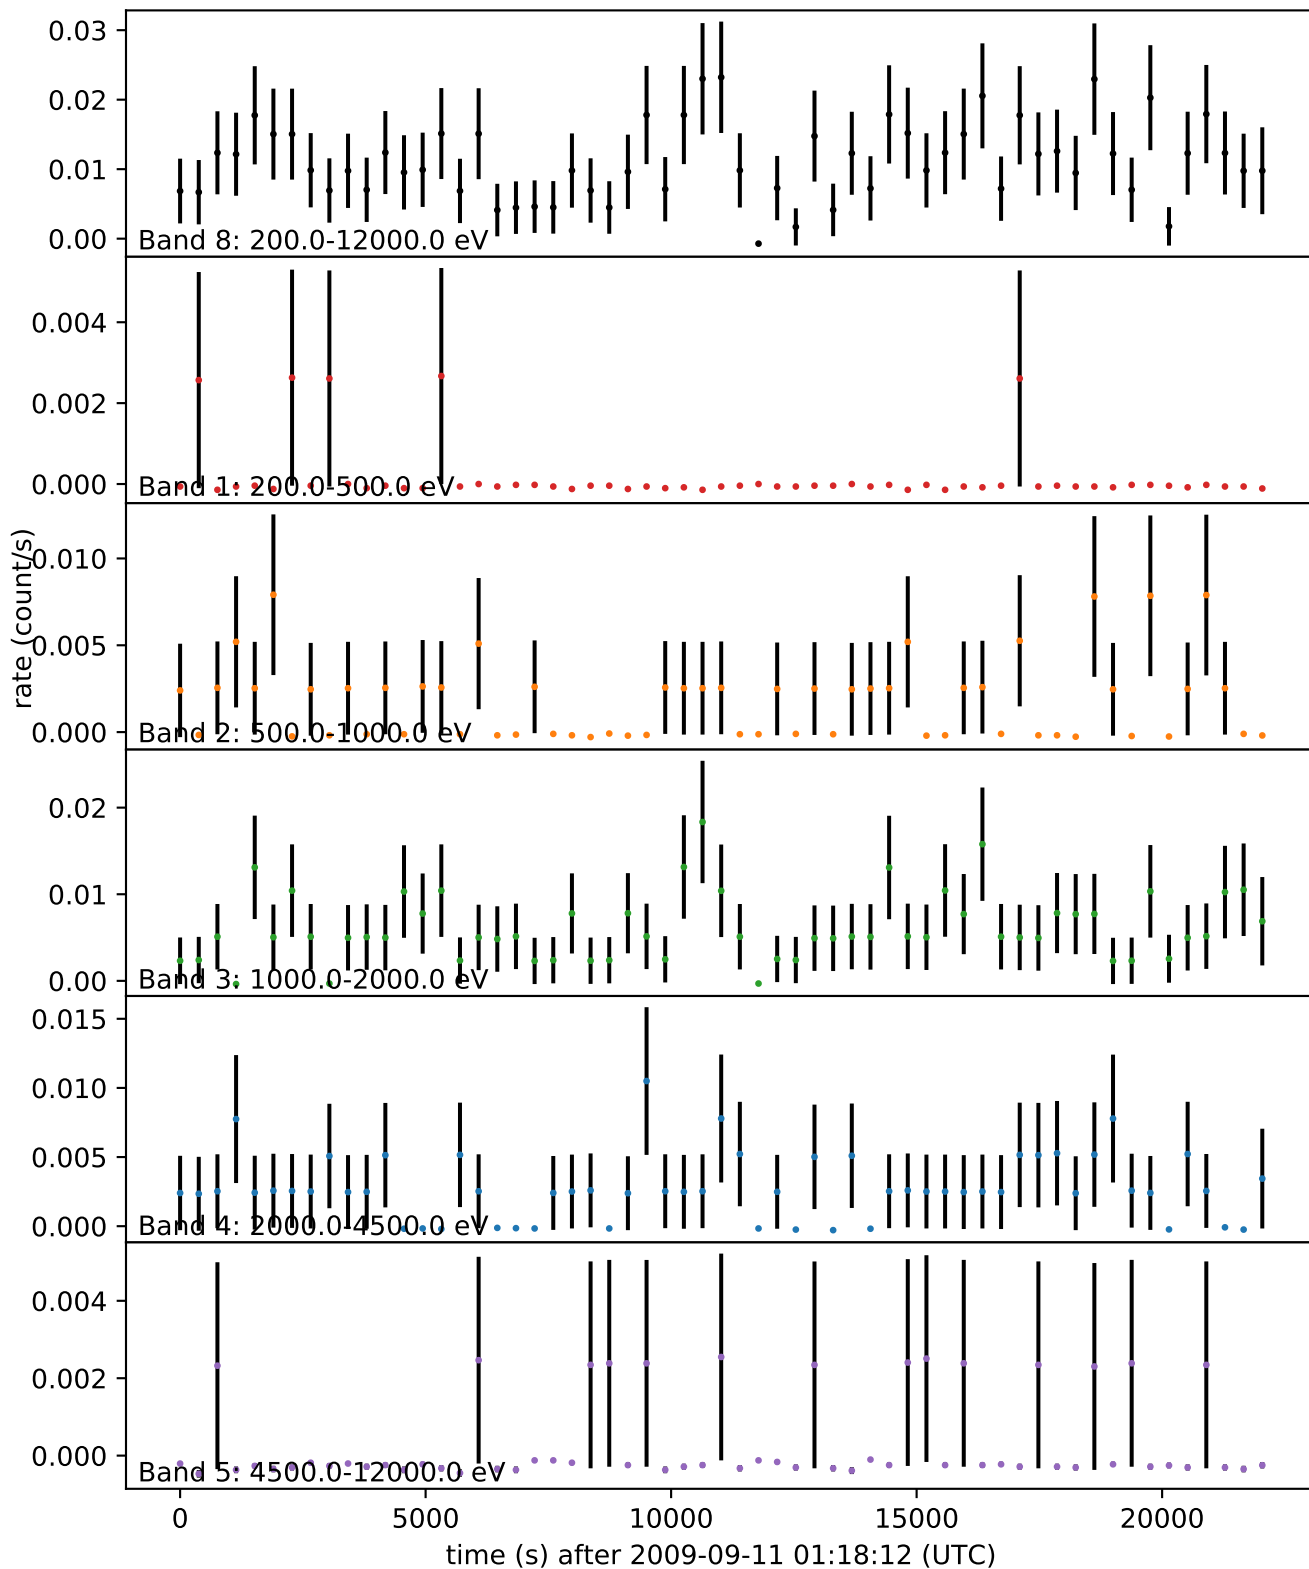 0.03
0.02
0.01
0.00
Band 8: 200.0-12000.0 eV
0.004
0.002
0.000
Band 1: 200.0-500.0 eV
rate (count/s)
0.010
0.005
0.000
Band 2: 500.0-1000.0 eV
0.02
0.01
0.00
Band 3: 1000.0-2000.0 eV
0.015
0.010
0.005
0.000
Band 4: 2000.0-4500.0 eV
0.004
0.002
0.000
Band 5: 4500.0-12000.0 eV
0 5000 10000 15000 20000
time (s) after 2009-09-11 01:18:12 (UTC)